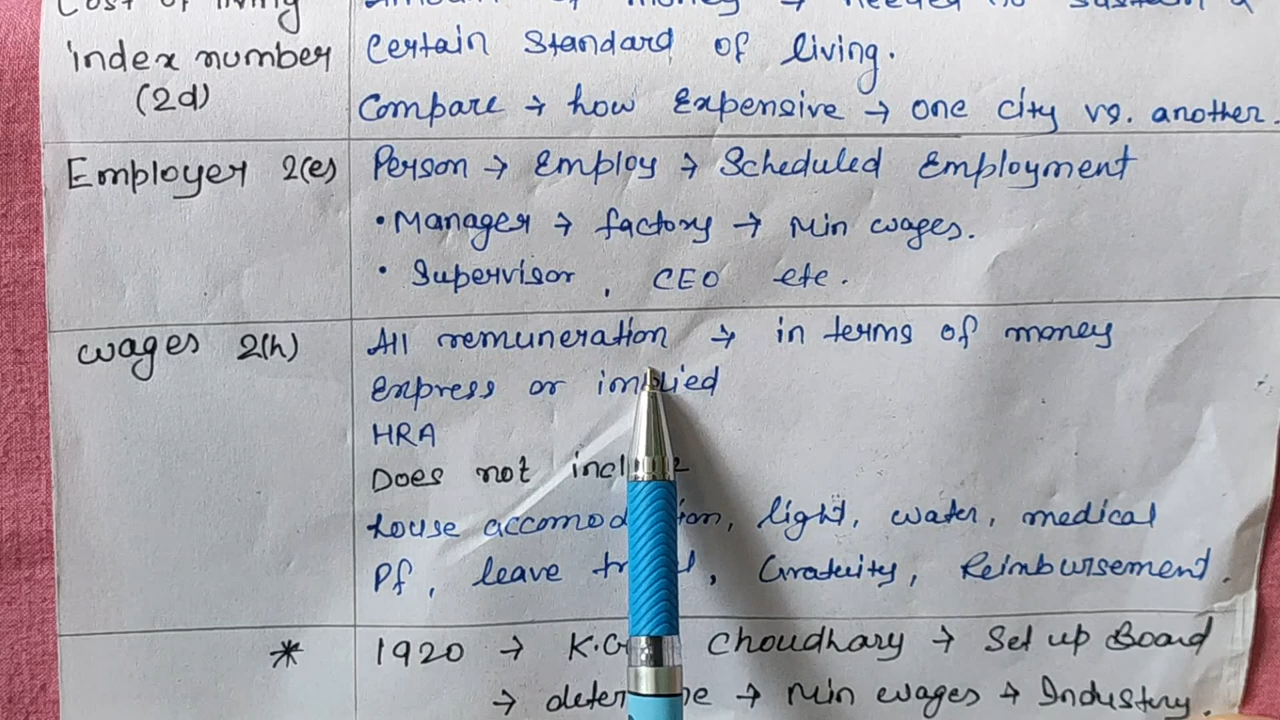 Cost of living
index number
(2d)
Certain Standard of living.
Compare → how Expensive → one city vs. another.
Employer 2(e)
Person → Employ → Scheduled Employment
• Manager → factory → Min wages.
• Supervisor, CEO etc.
wages 2(h)
All remuneration → in terms of money
Express or implied
HRA
Does not
house light, water, medical
Pf, leave Gratuity, Reimbursement.
* 1920 → Choudhary → Set up Board
→ → Min wages → Industry.